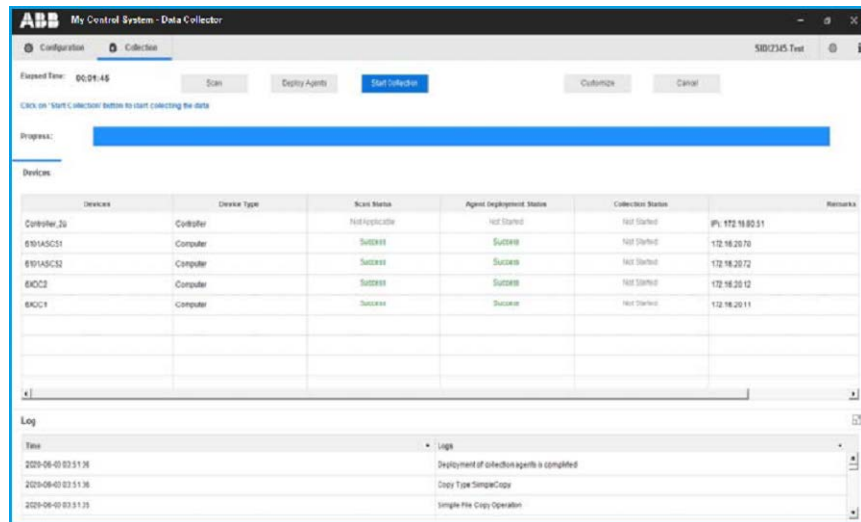 ABB My Control System - Data Collector
Configuration Collection SID12345-Test
Elapsed Time: 00:01:45 Scan Deploy Agents Start Collection Customize Cancel
Click on 'Start Collection' button to start collecting the data
Progress:
Devices
Devices Device Type Scan Status Agent Deployment Status Collection Status Remarks
Controller Not Applicable Not Started Not Started IP: 172.16.80.51
Computer Success Success Not Started 172.16.20.70
Computer Success Success Not Started 172.16.20.72
Computer Success Success Not Started 172.16.20.12
Computer Success Success Not Started 172.16.20.11
Log
Time Logs
Deployment of collection agents is completed
Copy Type:SimpleCopy
Simple File Copy Operation